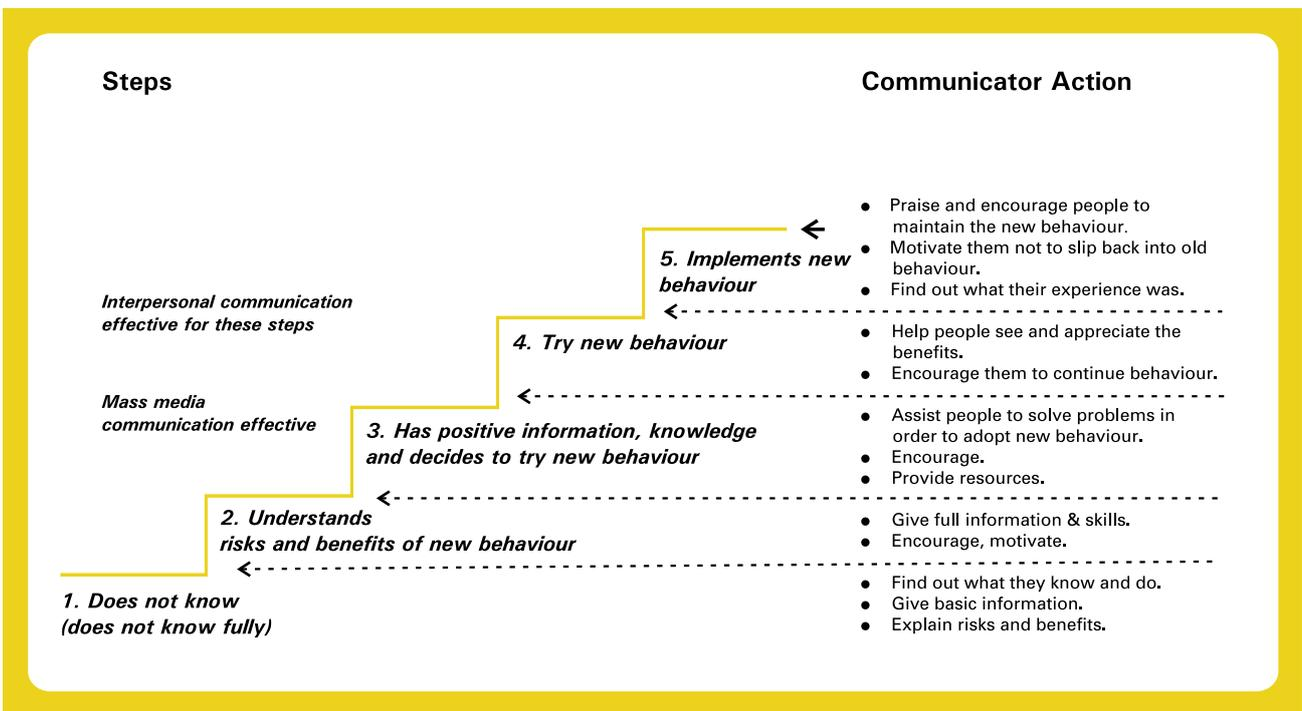 Steps
Communicator Action
● Praise and encourage people to
maintain the new behaviour.
● Motivate them not to slip back into old
behaviour.
● Find out what their experience was.
5. Implements new
behaviour
Interpersonal communication
effective for these steps
● Help people see and appreciate the
benefits.
● Encourage them to continue behaviour.
4. Try new behaviour
Mass media
communication effective
● Assist people to solve problems in
order to adopt new behaviour.
● Encourage.
● Provide resources.
3. Has positive information, knowledge
and decides to try new behaviour
● Give full information & skills.
● Encourage, motivate.
2. Understands
risks and benefits of new behaviour
● Find out what they know and do.
● Give basic information.
● Explain risks and benefits.
1. Does not know
(does not know fully)